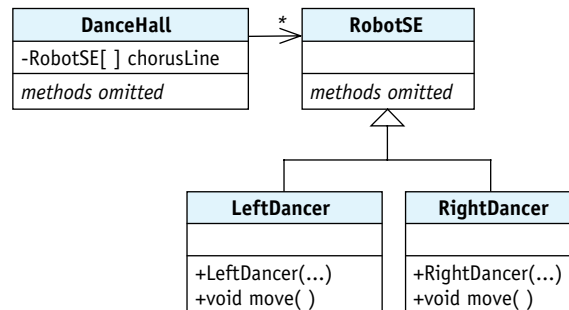 DanceHall
-RobotSE[ ] chorusLine
methods omitted
*
RobotSE
methods omitted
LeftDancer
+LeftDancer(...)
+void move( )
RightDancer
+RightDancer(...)
+void move( )